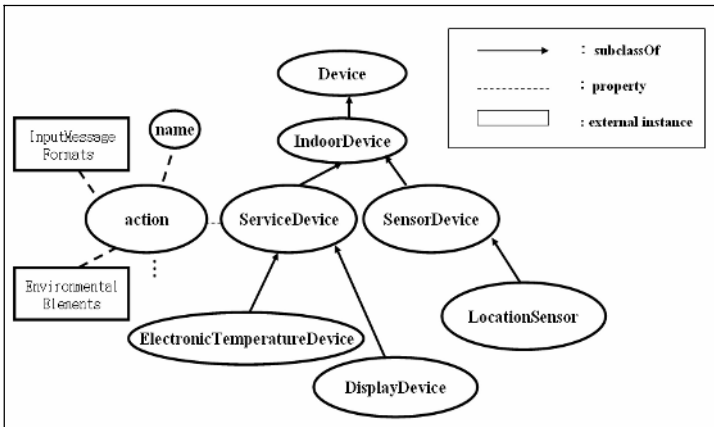 Device
: subclassOf
: property
: external instance
name
InputMessage
Formats
IndoorDevice
action
ServiceDevice
SensorDevice
Environmental
Elements
LocationSensor
ElectronicTemperatureDevice
DisplayDevice